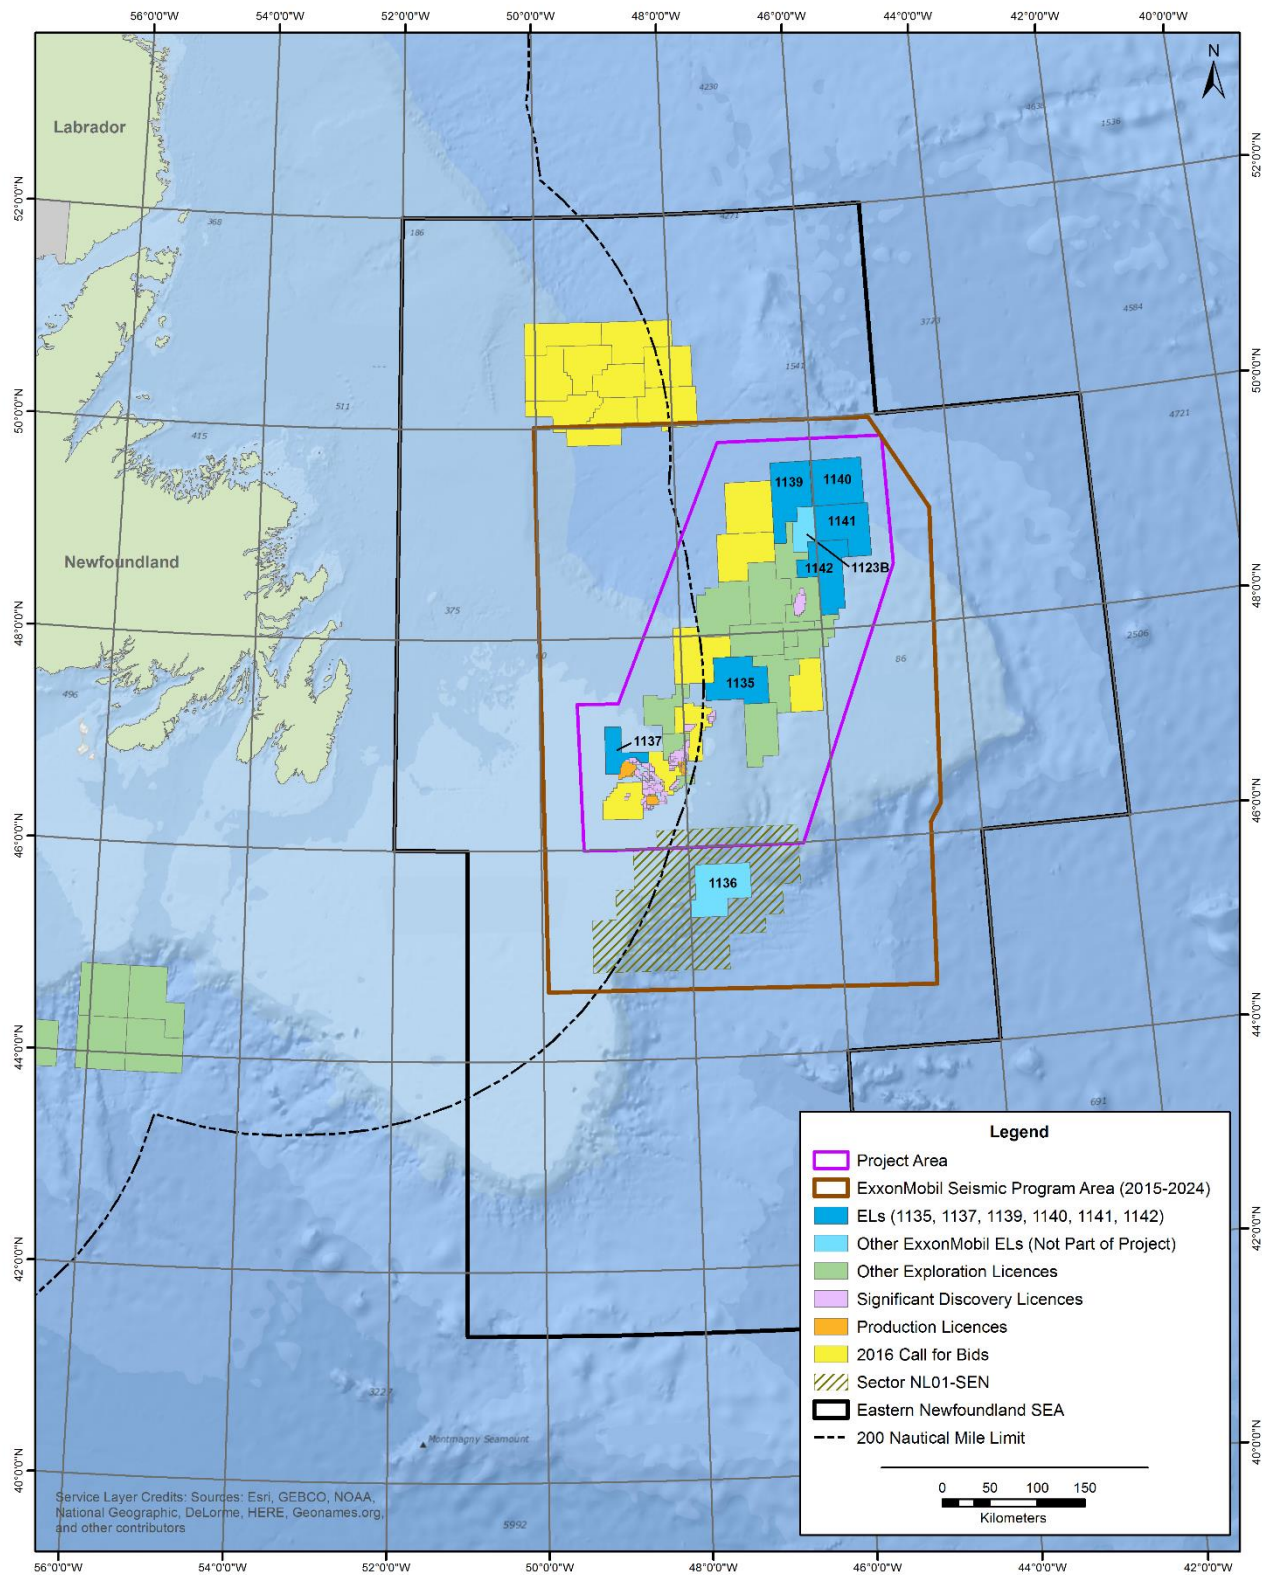 56°0'0"W 54°0'0"W 52°0'0"W 50°0'0"W 48°0'0"W 46°0'0"W 44°0'0"W 42°0'0"W 40°0'0"W
N
4230
4636
1536
Labrador
52°0'0"N
52°0'0"N
368
186
4271
3773
4584
1541
50°0'0"N
50°0'0"N
511
415
4721
1139
1140
1141
1123B
1142
Newfoundland
48°0'0"N
48°0'0"N
375
60
86
2506
496
1135
1137
46°0'0"N
46°0'0"N
1136
44°0'0"N
44°0'0"N
691
Legend
Project Area
ExxonMobil Seismic Program Area (2015-2024)
ELs (1135, 1137, 1139, 1140, 1141, 1142)
Other ExxonMobil ELs (Not Part of Project)
Other Exploration Licences
Significant Discovery Licences
Production Licences
2016 Call for Bids
Sector NL01-SEN
Eastern Newfoundland SEA
200 Nautical Mile Limit
0 50 100 150
Kilometers
42°0'0"N
42°0'0"N
Montmagny Seamount
40°0'0"N
40°0'0"N
Service Layer Credits: Sources: Esri, GEBCO, NOAA,
National Geographic, DeLorme, HERE, Geonames.org,
and other contributors
5992
56°0'0"W 54°0'0"W 52°0'0"W 50°0'0"W 48°0'0"W 46°0'0"W 44°0'0"W 42°0'0"W